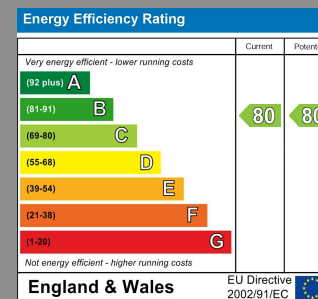 Energy Efficiency Rating
Current Potent
Very energy efficient - lower running costs
(92 plus) A
(81-91) B
(69-80) C
(55-68) D
(39-54) E
(21-38) F
(1-20) G
80 80
Not energy efficient - higher running costs
England & Wales
EU Directive
2002/91/EC